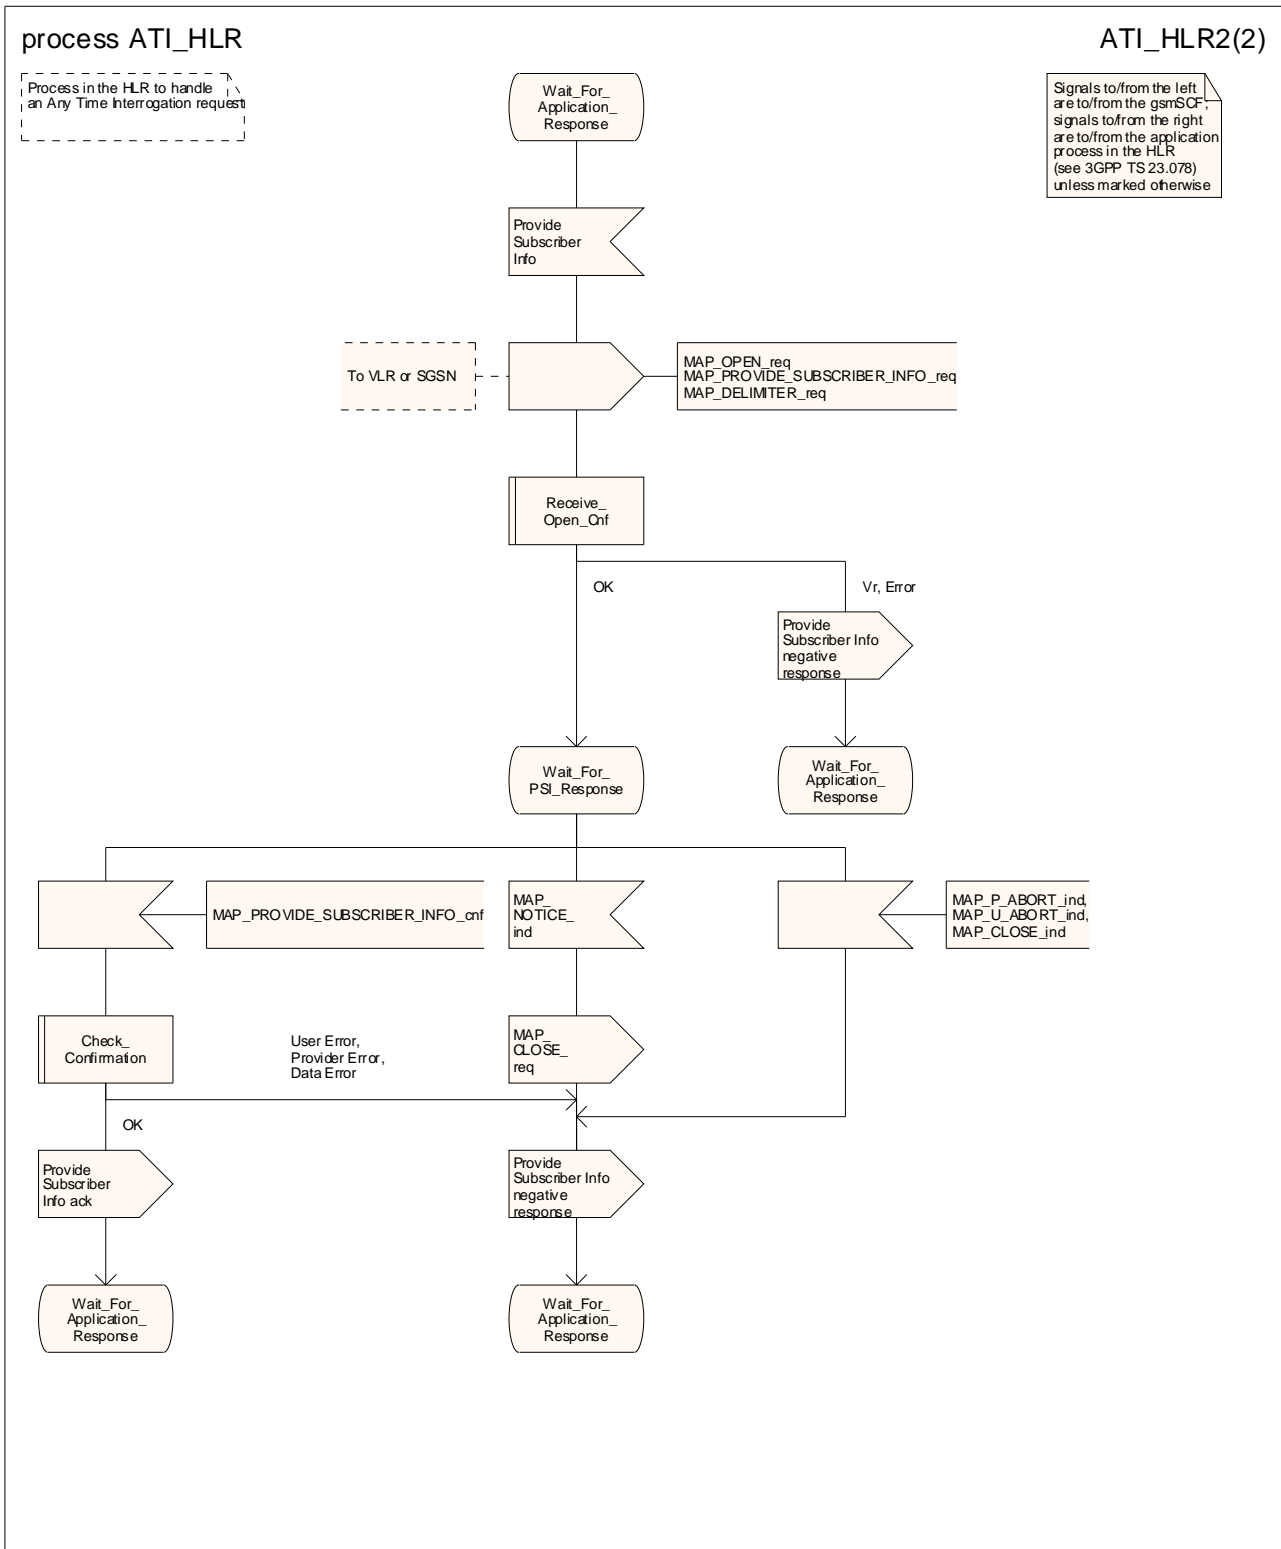 process ATI_HLR
ATI_HLR2(2)
Process in the HLR to handle
an Any Time Interrogation request
Wait_For_
Application_
Response
Signals to/from the left
are to/from the gsmSCF;
signals to/from the right
are to/from the application
process in the HLR
(see 3GPP TS 23.078)
unless marked otherwise
Provide
Subscriber
Info
To VLR or SGSN
MAP_OPEN_req
MAP_PROVIDE_SUBSCRIBER_INFO_req
MAP_DELIMITER_req
Receive_
Open_Cnf
OK
Vr, Error
Provide
Subscriber Info
negative
response
Wait_For_
PSI_Response
Wait_For_
Application_
Response
MAP_PROVIDE_SUBSCRIBER_INFO_cnf
MAP_
NOTICE_
ind
MAP_P_ABORT_ind,
MAP_U_ABORT_ind,
MAP_CLOSE_ind
Check_
Confirmation
User Error,
Provider Error,
Data Error
MAP_
CLOSE_
req
OK
Provide
Subscriber
Info ack
Provide
Subscriber Info
negative
response
Wait_For_
Application_
Response
Wait_For_
Application_
Response